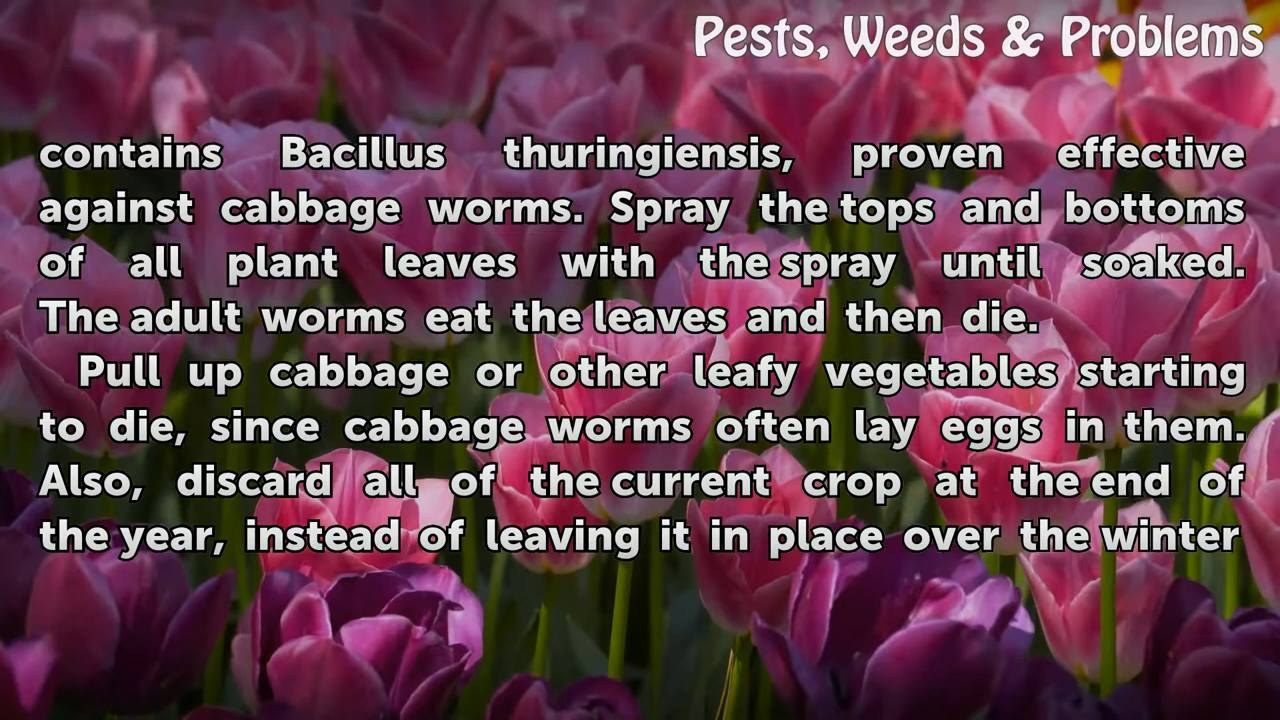 Pests, Weeds & Problems
contains Bacillus thuringiensis, proven effective
against cabbage worms. Spray the tops and bottoms
of all plant leaves with the spray until soaked.
The adult worms eat the leaves and then die.
Pull up cabbage or other leafy vegetables starting
to die, since cabbage worms often lay eggs in them.
Also, discard all of the current crop at the end of
the year, instead of leaving it in place over the winter